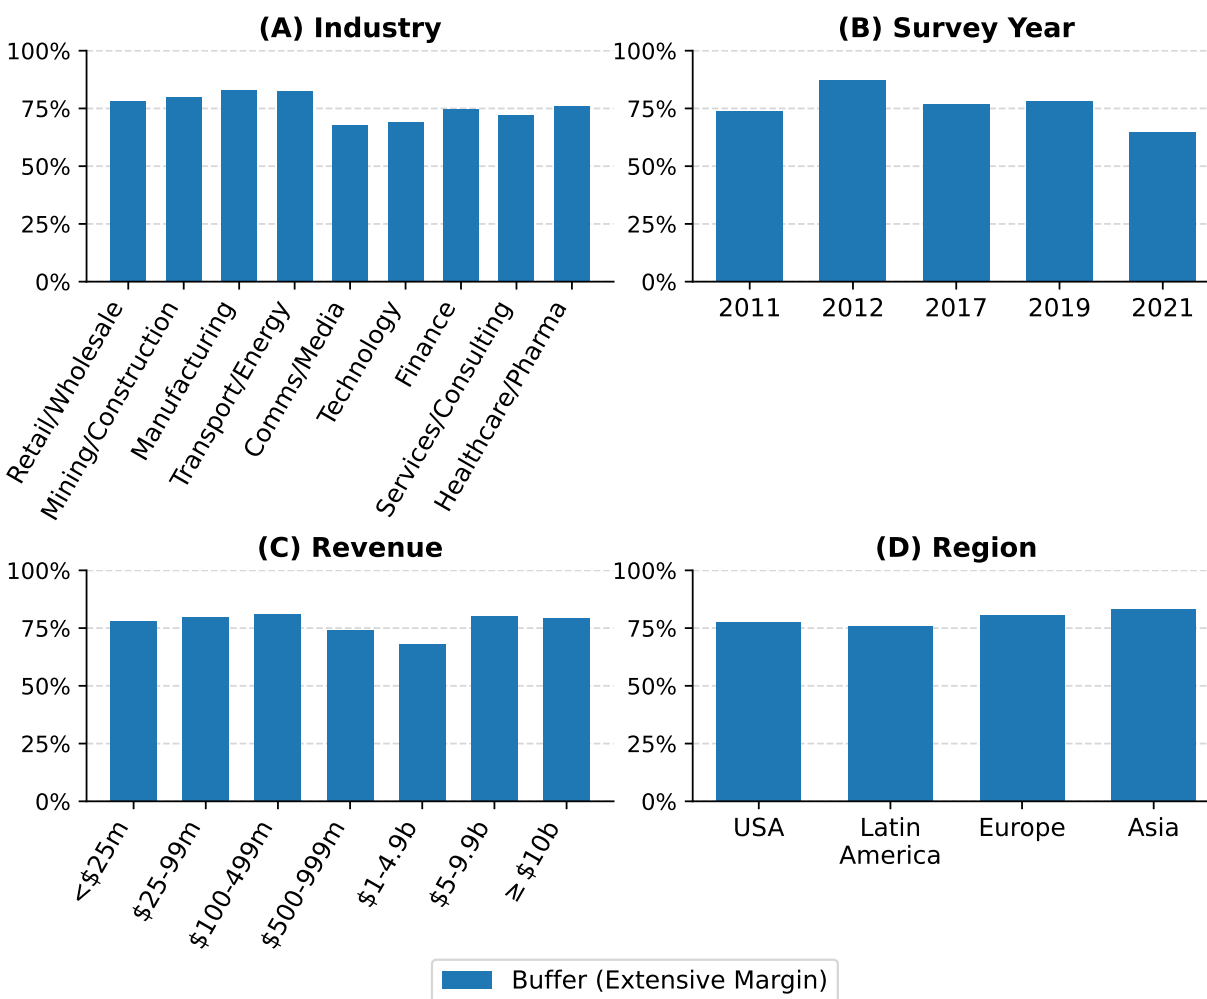 (A) Industry
100%
75%
50%
25%
0%
Retail/Wholesale
Mining/Construction
Manufacturing
Transport/Energy
Comms/Media
Technology
Finance
Services/Consulting
Healthcare/Pharma
(B) Survey Year
100%
75%
50%
25%
0%
2011
2012
2017
2019
2021
(C) Revenue
100%
75%
50%
25%
0%
<$25m
$25-99m
$100-499m
$500-999m
$1-4.9b
$5-9.9b
≥ $10b
(D) Region
100%
75%
50%
25%
0%
USA
Latin
America
Europe
Asia
Buffer (Extensive Margin)